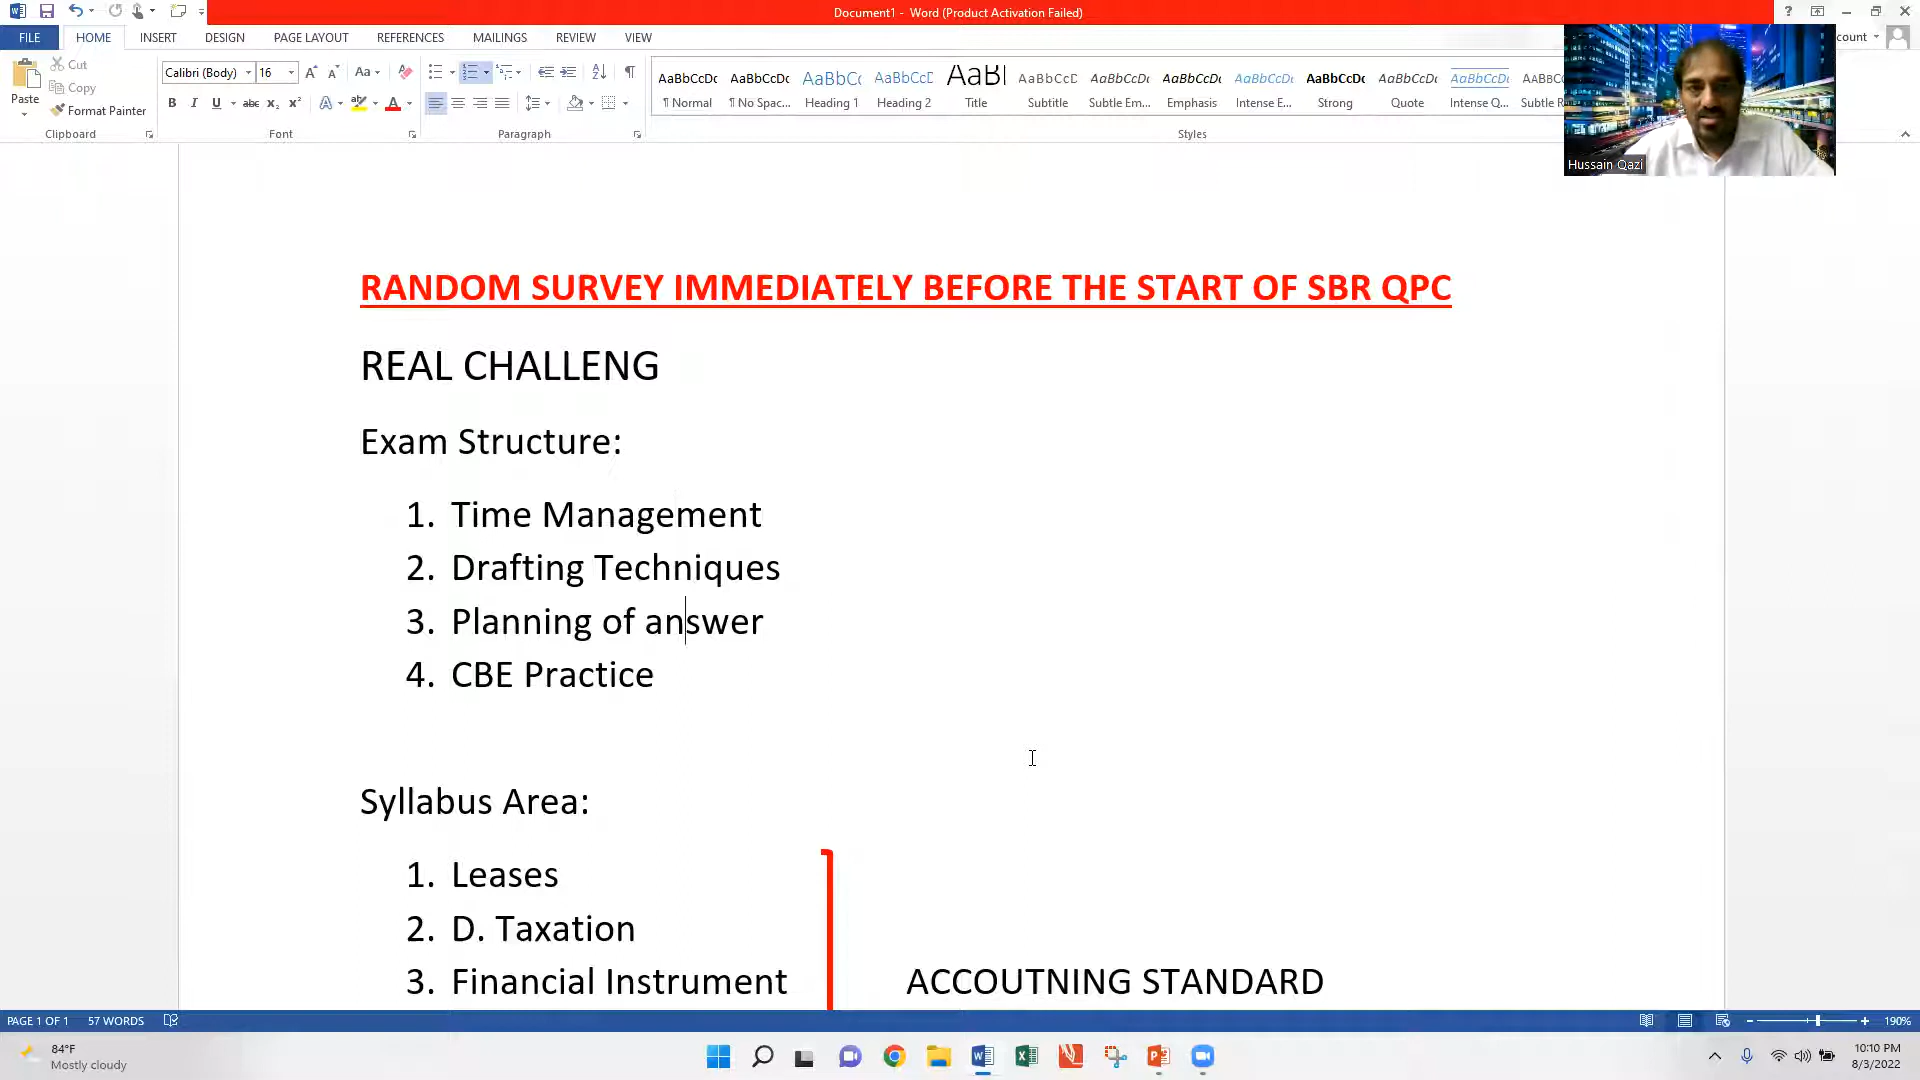 Document1 - Word (Product Activation Failed)
FILE HOME INSERT DESIGN PAGE LAYOUT REFERENCES MAILINGS REVIEW VIEW
count
Cut
Copy
Format Painter
Paste
Clipboard
Calibri (Body) 16
Font
Paragraph
AaBbCcDc AaBbCcDc AaBbCc AaBbCcD AaBl AaBbCcD AaBbCcDc AaBbCcDc AaBbCcDc AaBbCcDc AaBbCcDc AaBbCcDc AaBbCcD
¶ Normal ¶ No Spac... Heading 1 Heading 2 Title Subtitle Subtle Em... Emphasis Intense E... Strong Quote Intense Q... Subtle R
Styles
Hussain Qazi
RANDOM SURVEY IMMEDIATELY BEFORE THE START OF SBR QPC
REAL CHALLENG
Exam Structure:
1. Time Management
2. Drafting Techniques
3. Planning of answer
4. CBE Practice
Syllabus Area:
1. Leases
2. D. Taxation
3. Financial Instrument
ACCOUTNING STANDARD
PAGE 1 OF 1 57 WORDS
190%
84°F
Mostly cloudy
10:10 PM
8/3/2022